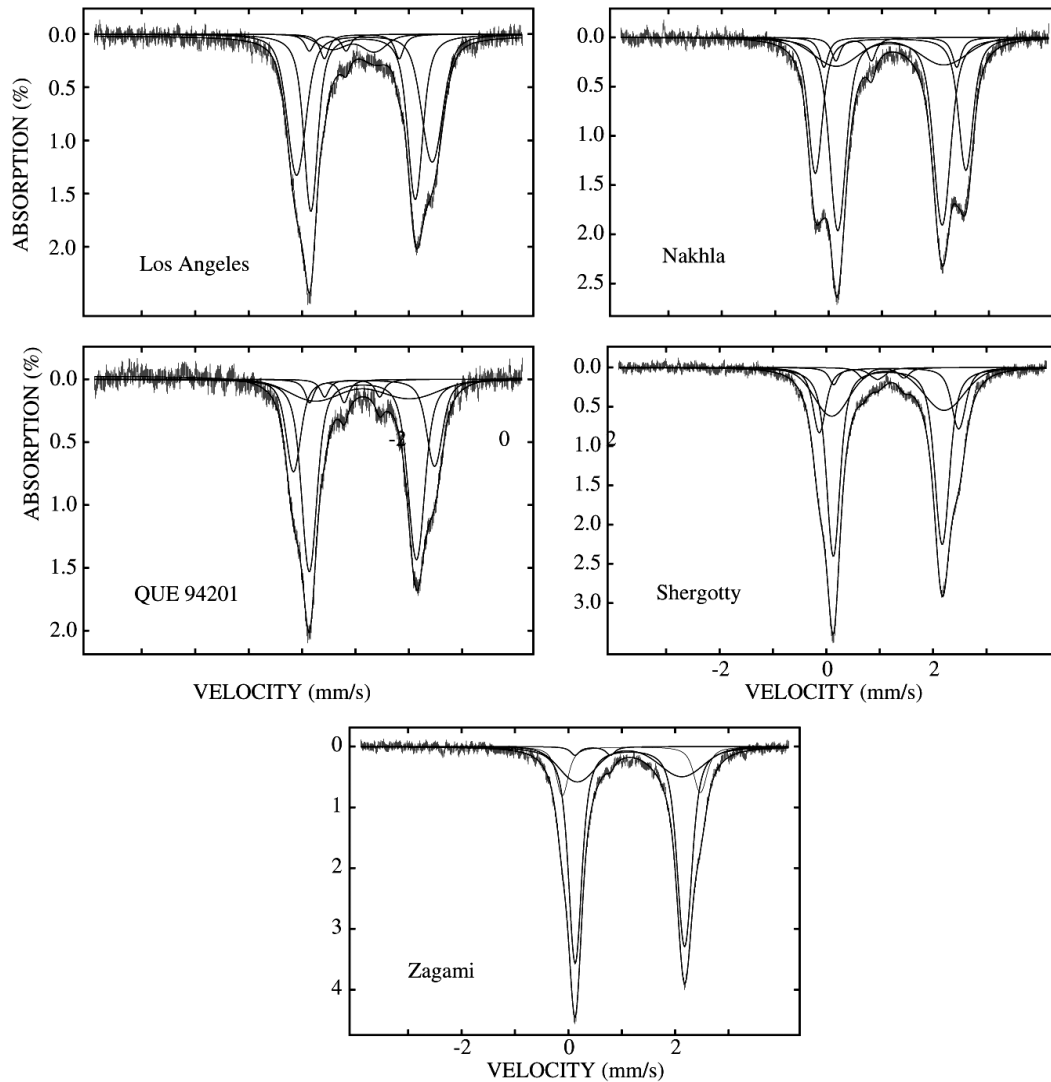 0.0
0.5
1.0
1.5
2.0
ABSORPTION (%)
Los Angeles
0.0
0.5
1.0
1.5
2.0
2.5
Nakhla
0.0
0.5
1.0
1.5
2.0
ABSORPTION (%)
-2 0 2
QUE 94201
VELOCITY (mm/s)
0.0
0.5
1.0
1.5
2.0
2.5
3.0
Shergotty
-2 0 2
VELOCITY (mm/s)
0
1
2
3
4
Zagami
-2 0 2
VELOCITY (mm/s)